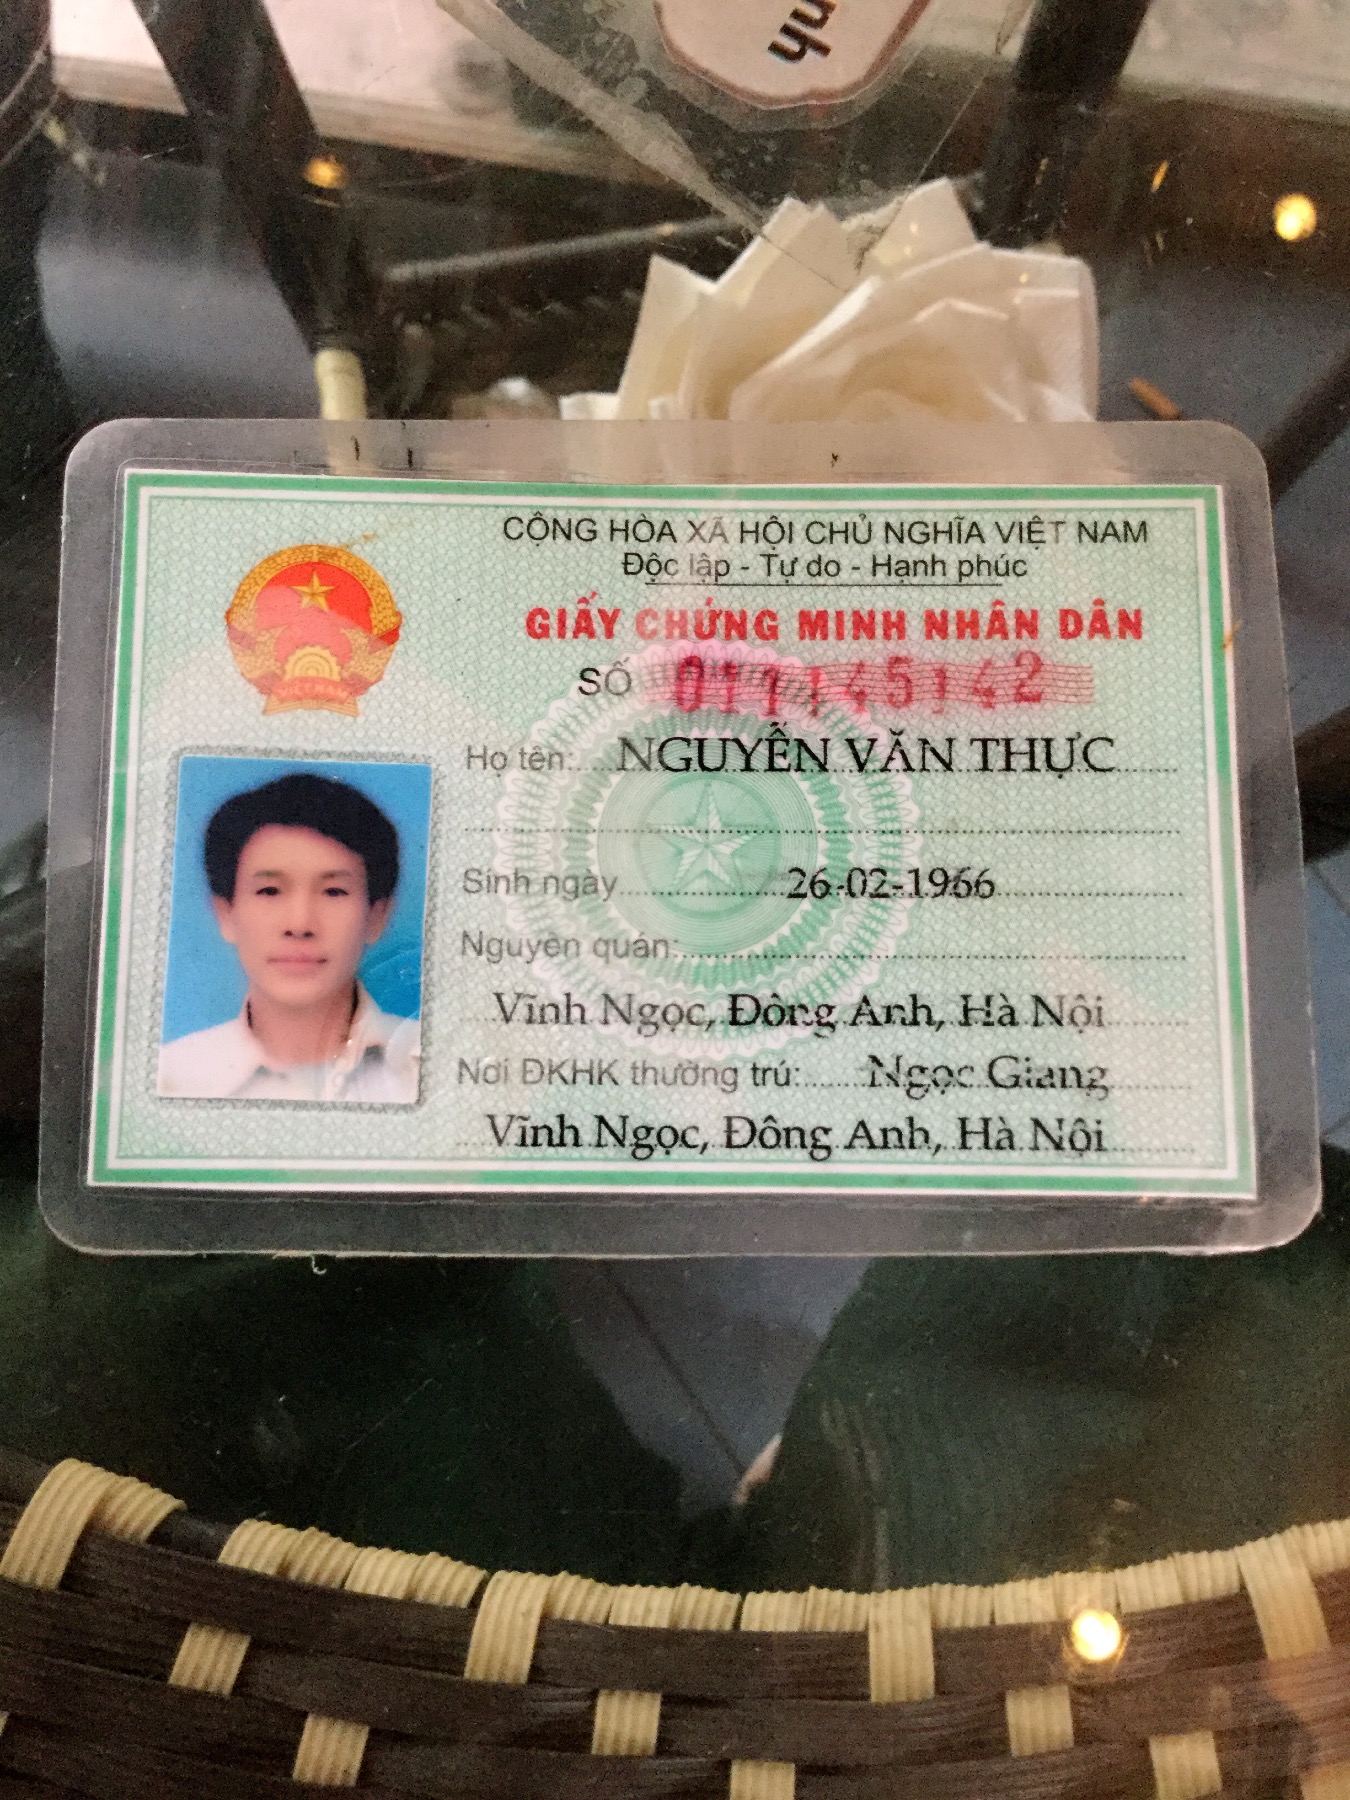 nh
CỘNG HÒA XÃ HỘI CHỦ NGHĨA VIỆT NAM
Độc lập - Tự do - Hạnh phúc
GIẤY CHỨNG MINH NHÂN DÂN
SỐ 011145142
Họ tên: NGUYỄN VĂN THỰC
Sinh ngày 26-02-1966
Nguyên quán:
Vĩnh Ngọc, Đông Anh, Hà Nội
Nơi ĐKHK thường trú: Ngọc Giang
Vĩnh Ngọc, Đông Anh, Hà Nội